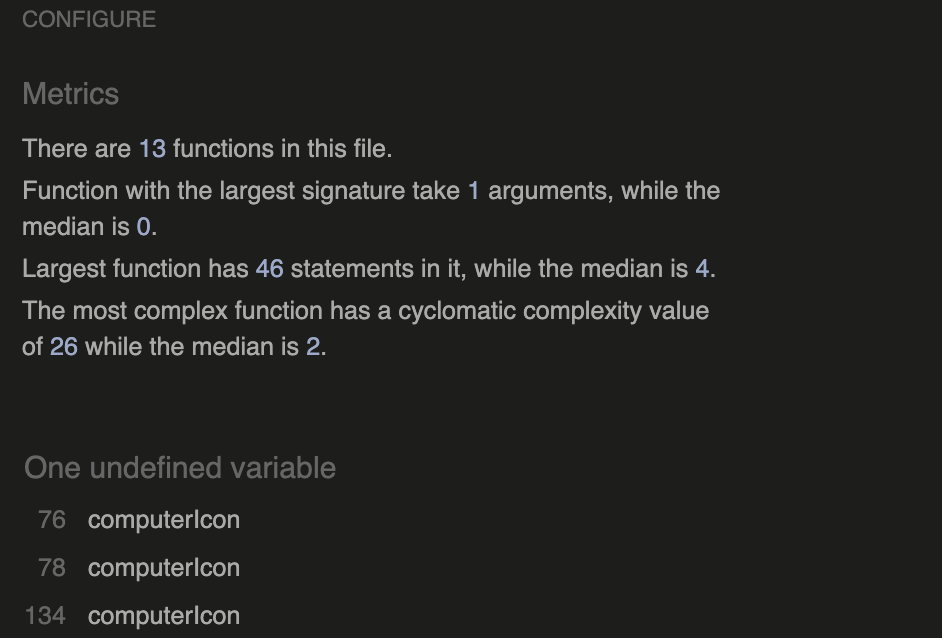 CONFIGURE
Metrics
There are 13 functions in this file.
Function with the largest signature take 1 arguments, while the
median is 0.
Largest function has 46 statements in it, while the median is 4.
The most complex function has a cyclomatic complexity value
of 26 while the median is 2.
One undefined variable
76 computerIcon
78 computerIcon
134 computerIcon